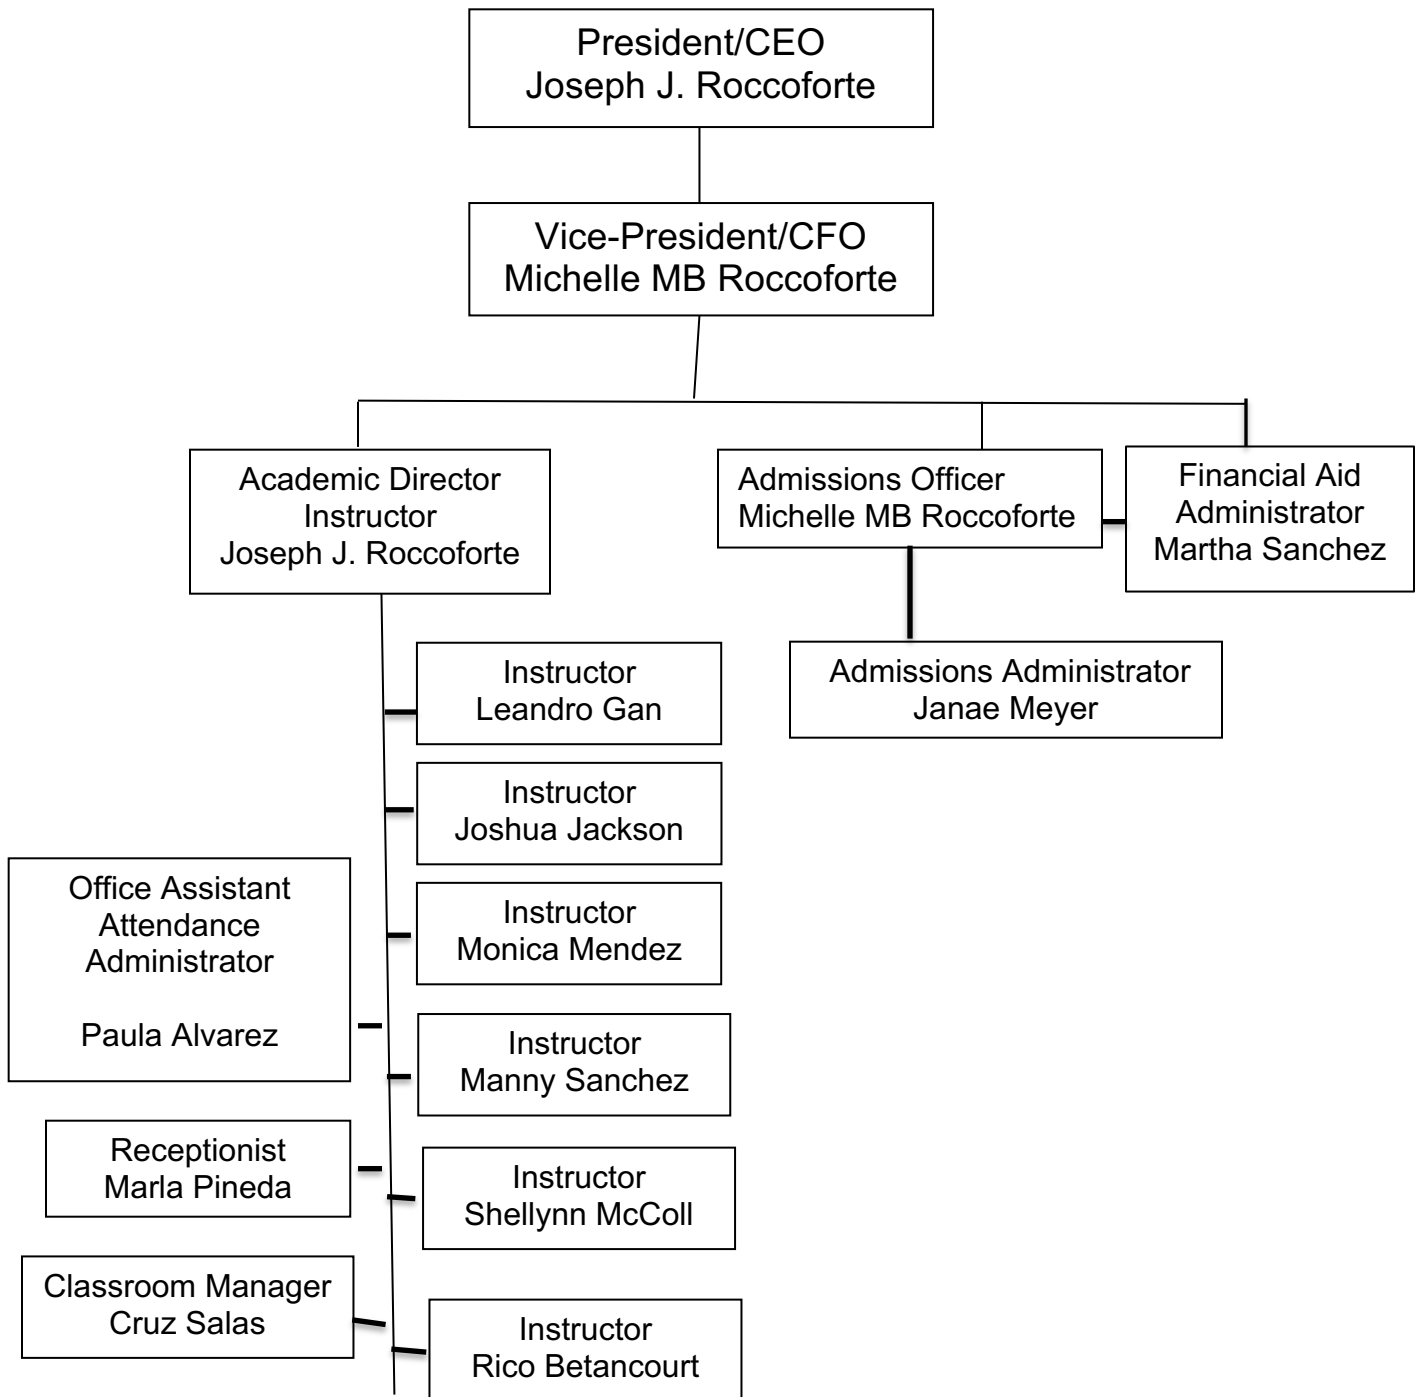 President/CEO
Joseph J. Roccoforte
Vice-President/CFO
Michelle MB Roccoforte
Academic Director
Instructor
Joseph J. Roccoforte
Admissions Officer
Michelle MB Roccoforte
Financial Aid
Administrator
Martha Sanchez
Admissions Administrator
Janae Meyer
Instructor
Leandro Gan
Instructor
Joshua Jackson
Office Assistant
Attendance
Administrator
Paula Alvarez
Instructor
Monica Mendez
Instructor
Manny Sanchez
Receptionist
Marla Pineda
Instructor
Shellynn McColl
Classroom Manager
Cruz Salas
Instructor
Rico Betancourt